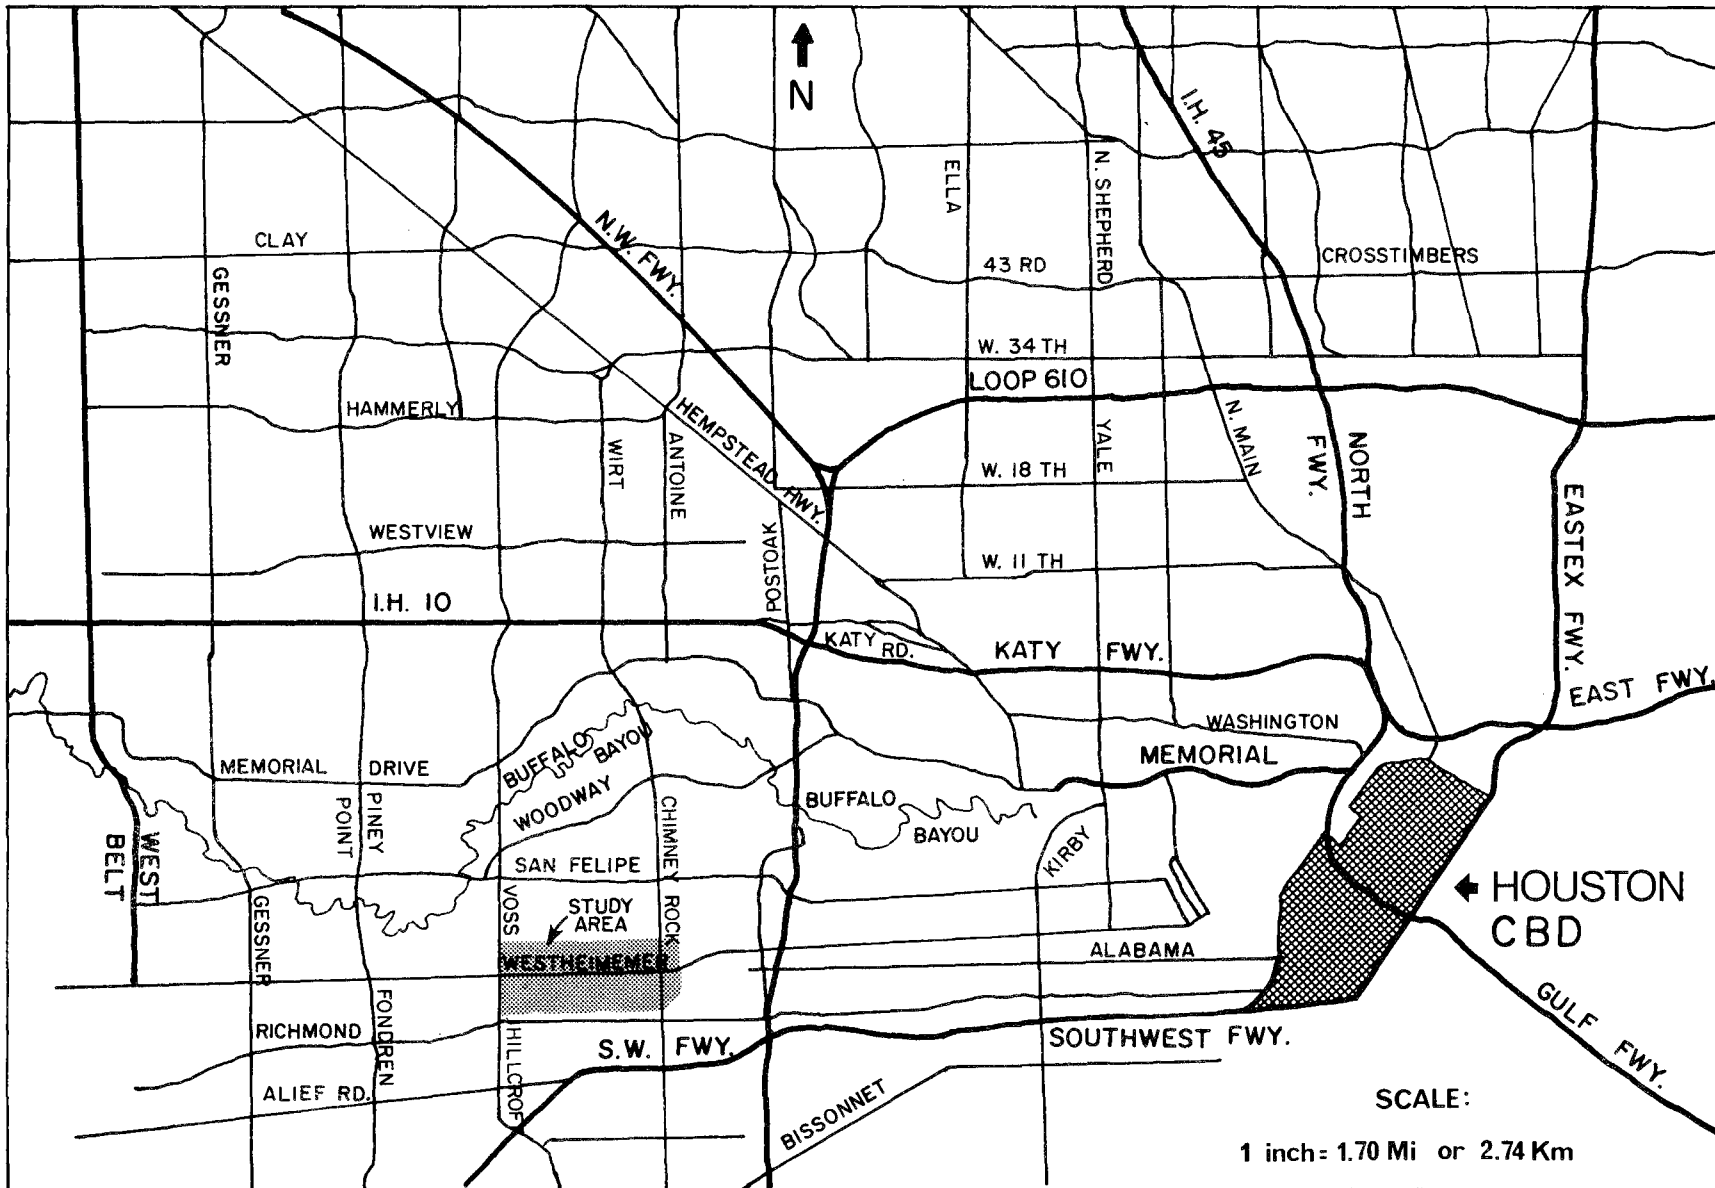 N
I.H. 45
ELLA
N. SHEPHERD
CLAY
N.W. FWY.
43 RD
CROSSTIMBERS
GESSNER
W. 34 TH
LOOP 610
HAMMERLY
HEMPSTEAD HWY.
WIRT
ANTOINE
YALE
N. MAIN
NORTH
FWY.
W. 18 TH
EASTEX FWY.
WESTVIEW
POSTOAK
W. 11 TH
I.H. 10
KATY RD.
KATY FWY.
EAST FWY.
WASHINGTON
MEMORIAL
MEMORIAL DRIVE
BUFFALO
BAYOU
WOODWAY
PINEY
POINT
CHIMNEY ROCK
BUFFALO
BAYOU
KIRBY
WEST
BELT
SAN FELIPE
VOSS
STUDY
AREA
HOUSTON
CBD
GESSNER
WESTHEIMEMER
ALABAMA
FONDREN
RICHMOND
HILLCROF
S.W. FWY.
SOUTHWEST FWY.
GULF FWY.
ALIEF RD.
BISSONNET
SCALE:
1 inch = 1.70 Mi or 2.74 Km